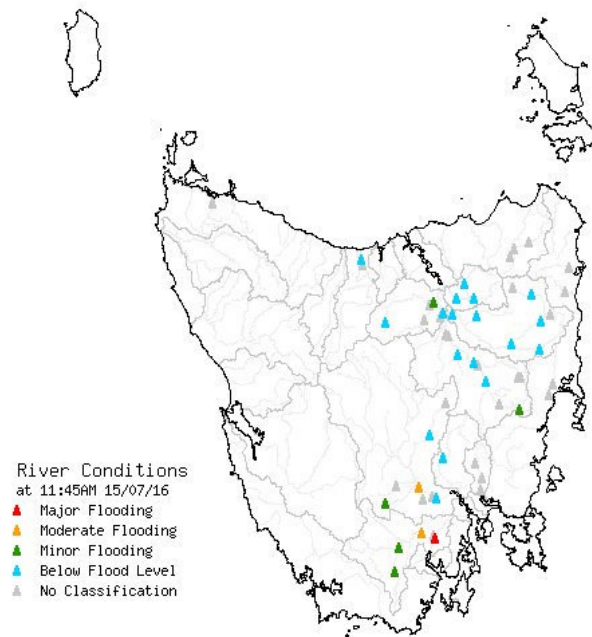 River Conditions
at 11:45AM 15/07/16
Major Flooding
Moderate Flooding
Minor Flooding
Below Flood Level
No Classification